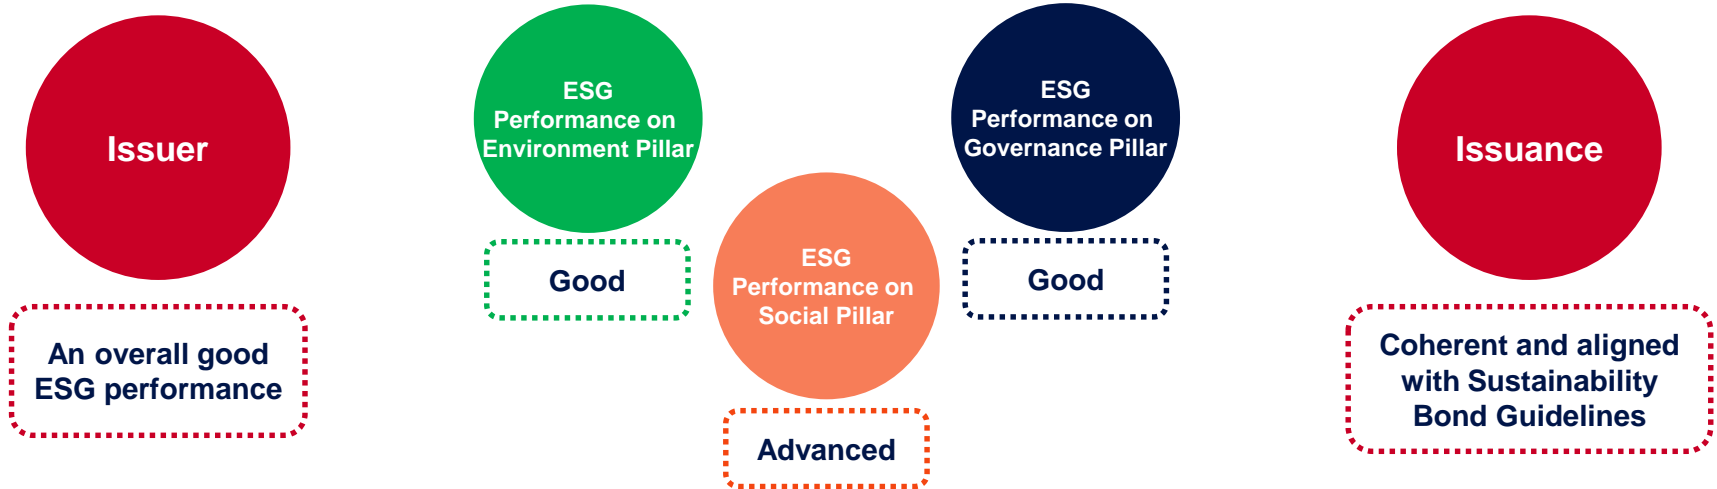 Issuer
An overall good
ESG performance
ESG
Performance on
Environment Pillar
Good
ESG
Performance on
Social Pillar
Advanced
ESG
Performance on
Governance Pillar
Good
Issuance
Coherent and aligned
with Sustainability
Bond Guidelines